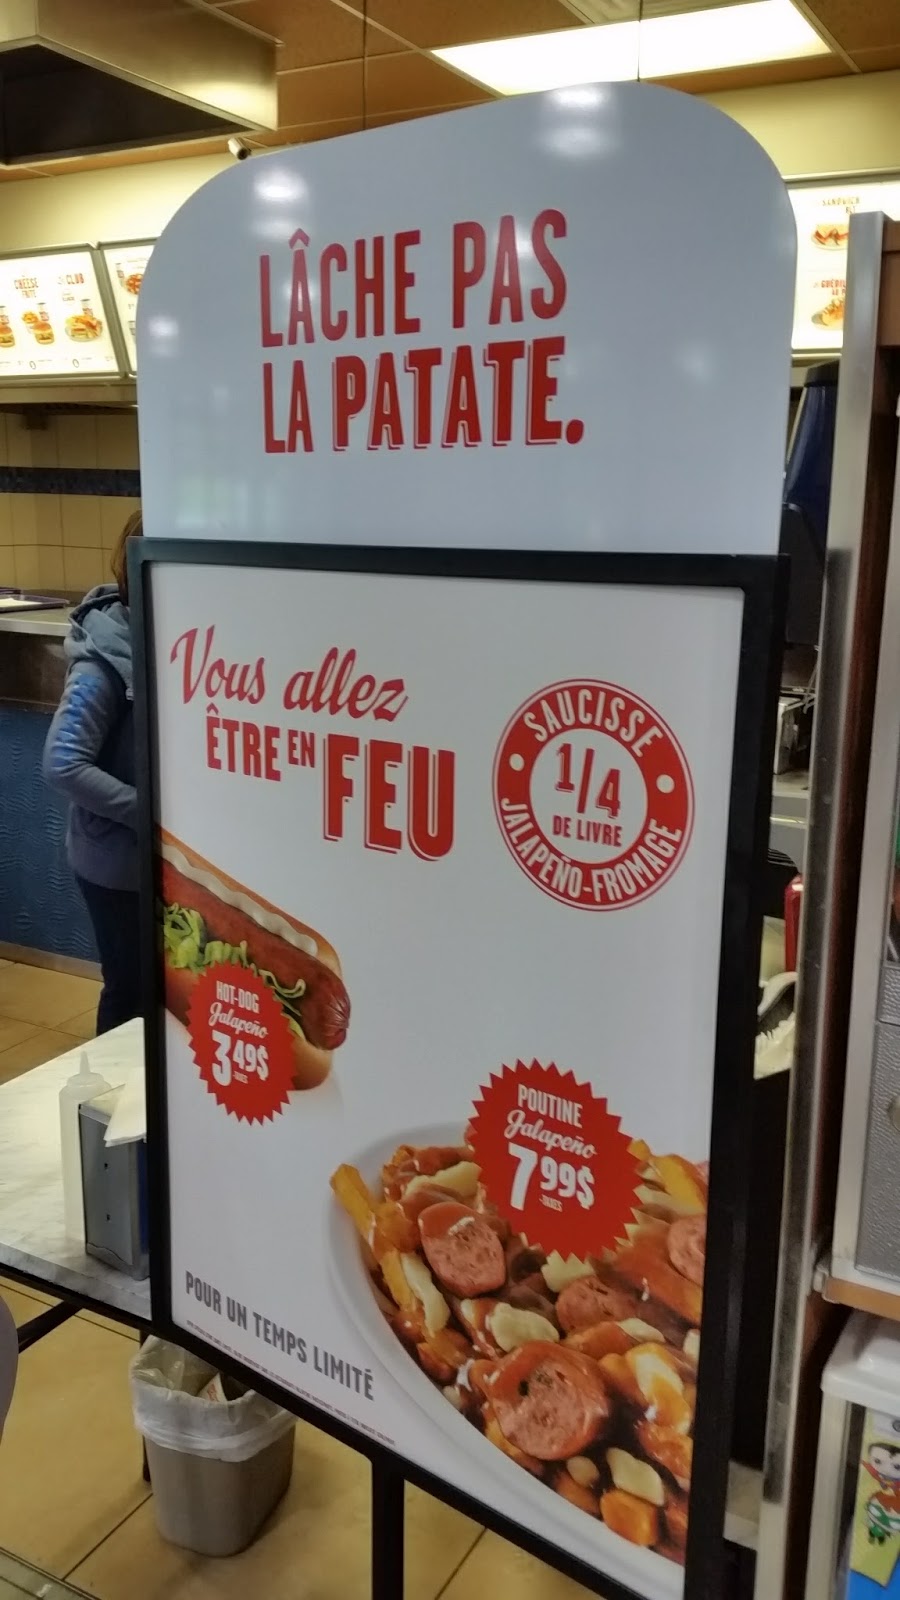 LÂCHE PAS
LA PATATE.
Vous allez
ÊTRE EN
FEU
SAUCISSE
1/4
DE LIVRE
JALAPEÑO-FROMAGE
HOT-DOG
Jalapeño
3 49$
POUTINE
Jalapeño
7 99$
POUR UN TEMPS LIMITÉ
CLUB
SANDWICH